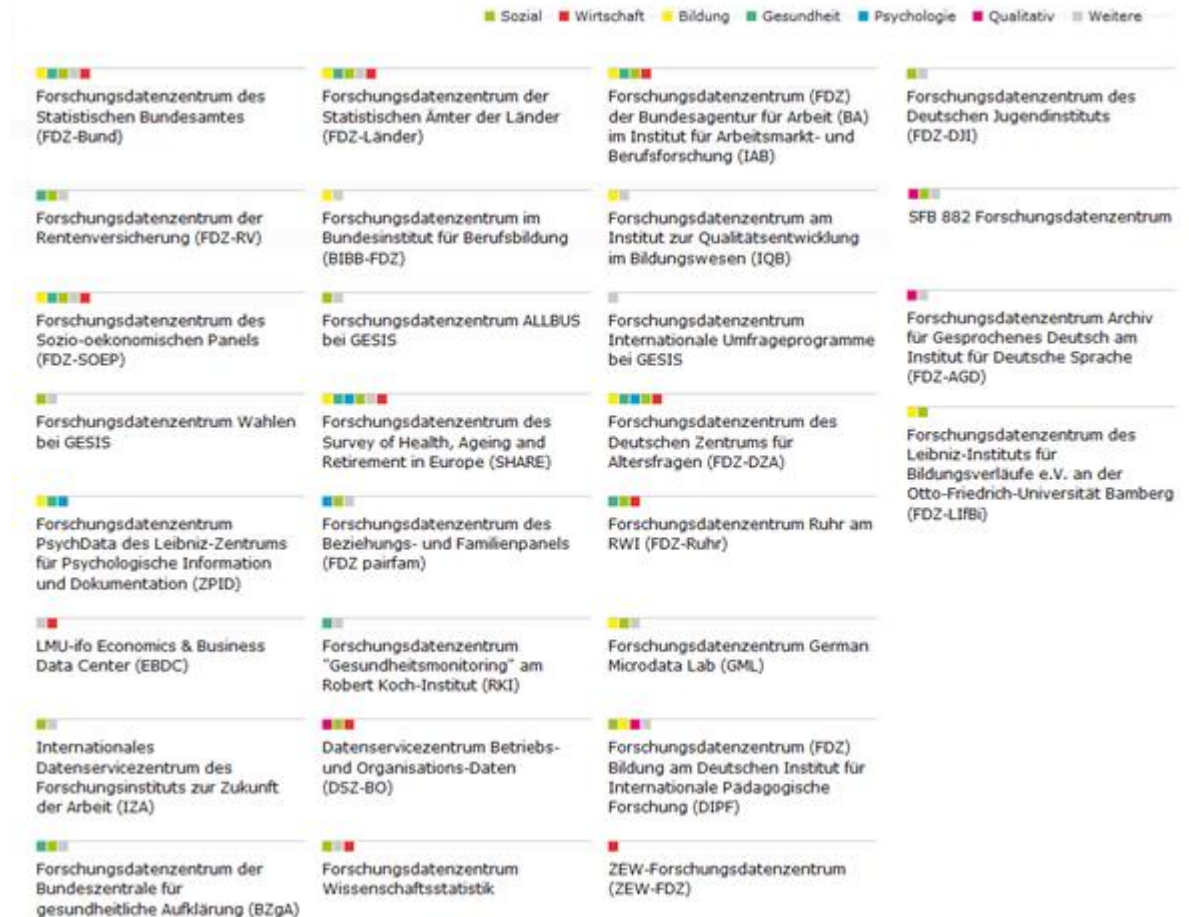 Sozial Wirtschaft Bildung Gesundheit Psychologie Qualitativ Weitere
Forschungsdatenzentrum des
Statistischen Bundesamtes
(FDZ-Bund)
Forschungsdatenzentrum der
Statistischen Ämter der Länder
(FDZ-Länder)
Forschungsdatenzentrum (FDZ)
der Bundesagentur für Arbeit (BA)
im Institut für Arbeitsmarkt- und
Berufsforschung (IAB)
Forschungsdatenzentrum des
Deutschen Jugendinstituts
(FDZ-DJI)
Forschungsdatenzentrum der
Rentenversicherung (FDZ-RV)
Forschungsdatenzentrum im
Bundesinstitut für Berufsbildung
(BIBB-FDZ)
Forschungsdatenzentrum am
Institut zur Qualitätsentwicklung
im Bildungswesen (IQB)
SFB 882 Forschungsdatenzentrum
Forschungsdatenzentrum des
Sozio-oekonomischen Panels
(FDZ-SOEP)
Forschungsdatenzentrum ALLBUS
bei GESIS
Forschungsdatenzentrum
Internationale Umfrageprogramme
bei GESIS
Forschungsdatenzentrum Archiv
für Gesprochenes Deutsch am
Institut für Deutsche Sprache
(FDZ-AGD)
Forschungsdatenzentrum Wahlen
bei GESIS
Forschungsdatenzentrum des
Survey of Health, Ageing and
Retirement in Europe (SHARE)
Forschungsdatenzentrum des
Deutschen Zentrums für
Altersfragen (FDZ-DZA)
Forschungsdatenzentrum des
Leibniz-Instituts für
Bildungsverläufe e.V. an der
Otto-Friedrich-Universität Bamberg
(FDZ-LIfBi)
Forschungsdatenzentrum
PsychData des Leibniz-Zentrums
für Psychologische Information
und Dokumentation (ZPID)
Forschungsdatenzentrum des
Beziehungs- und Familienpanels
(FDZ pairfam)
Forschungsdatenzentrum Ruhr am
RWI (FDZ-Ruhr)
LMU-ifo Economics & Business
Data Center (EBDC)
Forschungsdatenzentrum
"Gesundheitsmonitoring" am
Robert Koch-Institut (RKI)
Forschungsdatenzentrum German
Microdata Lab (GML)
Internationales
Datenservicezentrum des
Forschungsinstituts zur Zukunft
der Arbeit (IZA)
Datenservicezentrum Betriebs-
und Organisations-Daten
(DSZ-BO)
Forschungsdatenzentrum (FDZ)
Bildung am Deutschen Institut für
Internationale Pädagogische
Forschung (DIPF)
Forschungsdatenzentrum der
Bundeszentrale für
gesundheitliche Aufklärung (BZgA)
Forschungsdatenzentrum
Wissenschaftsstatistik
ZEW-Forschungsdatenzentrum
(ZEW-FDZ)